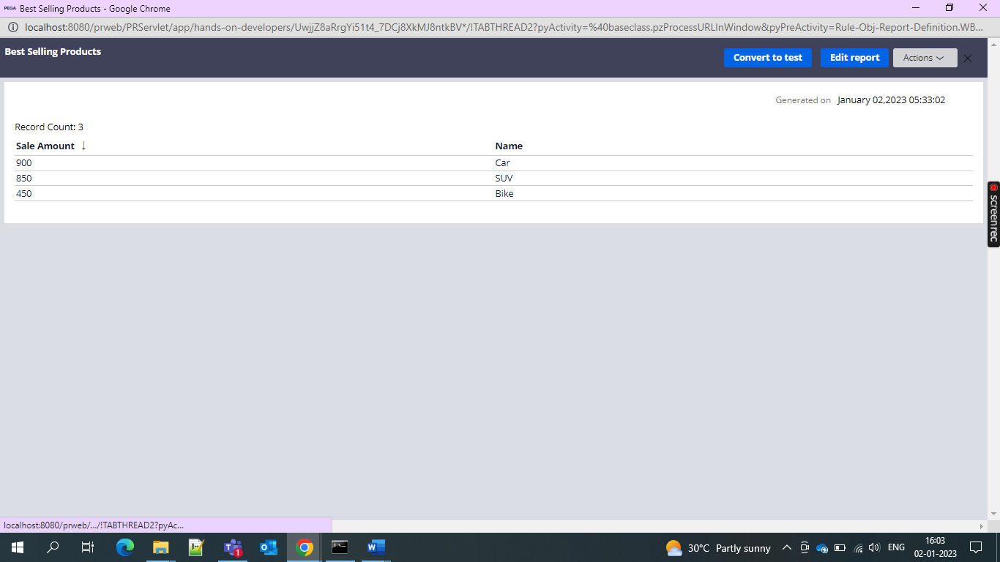 PEGA Best Selling Products - Google Chrome
localhost:8080/prweb/PRServlet/app/hands-on-developers/UwjjZ8aRrgYi51t4_7DCj8XkMJ8ntkBV*/!TABTHREAD2?pyActivity=%40baseclass.pzProcessURLInWindow&pyPreActivity=Rule-Obj-Report-Definition.WB...
Best Selling Products Convert to test Edit report Actions
Generated on January 02,2023 05:33:02
Record Count: 3
Sale Amount ↓ Name
900 Car
850 SUV
450 Bike
screenrec
localhost:8080/prweb/.../!TABTHREAD2?pyAc...
1 W 30°C Partly sunny ENG 16:03
02-01-2023